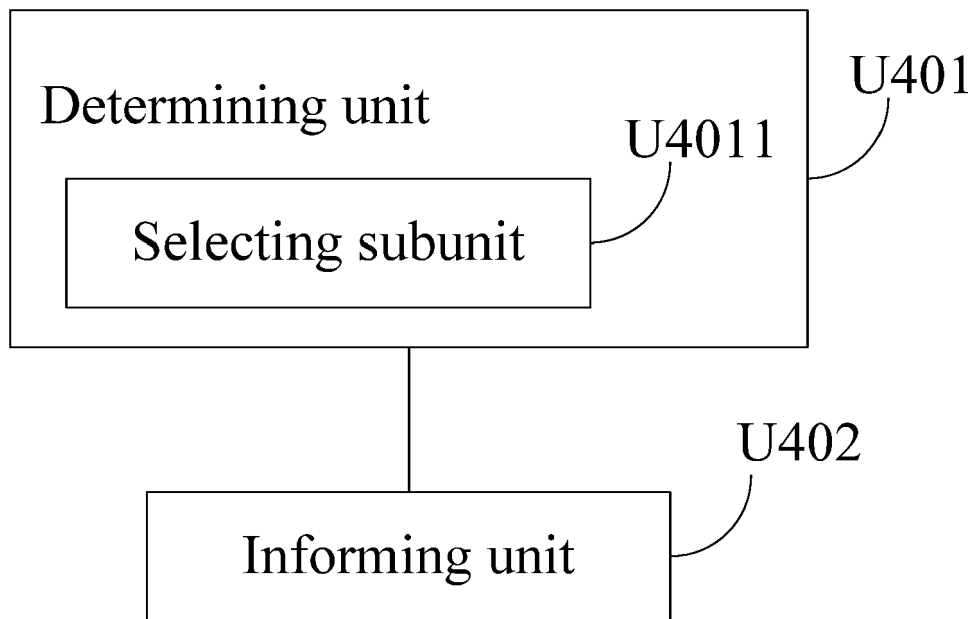 U401
Determining unit
U4011
Selecting subunit
U402
Informing unit